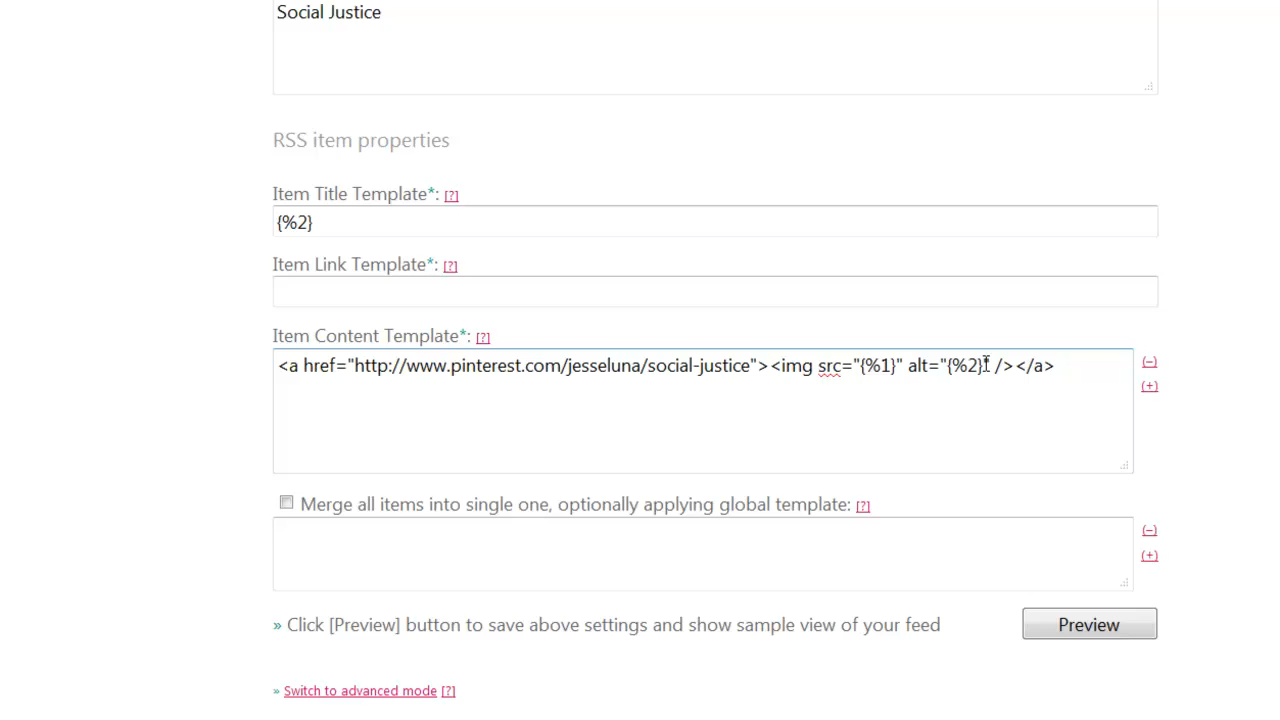 Social Justice
RSS item properties
Item Title Template*: [?]
{%2}
Item Link Template*: [?]
Item Content Template*: [?]
<a href="http://www.pinterest.com/jesseluna/social-justice"><img src="{%1}" alt="{%2}" /></a>
(−)
(+)
Merge all items into single one, optionally applying global template: [?]
(−)
(+)
» Click [Preview] button to save above settings and show sample view of your feed
Preview
» Switch to advanced mode [?]